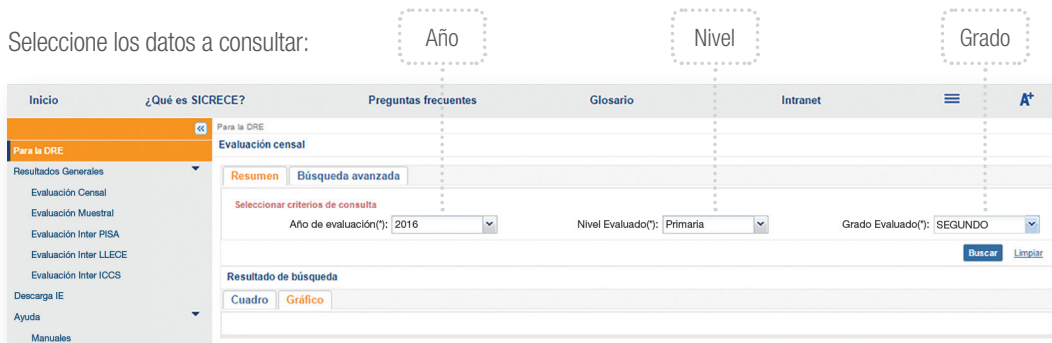 Seleccione los datos a consultar:
Año
Nivel
Grado
Inicio
¿Qué es SICRECE?
Preguntas frecuentes
Glosario
Intranet
A+
Para la DRE
Resultados Generales
Evaluación Censal
Evaluación Muestral
Evaluación Inter PISA
Evaluación Inter LLECE
Evaluación Inter ICCS
Descarga IE
Ayuda
Manuales
Para la DRE
Evaluación censal
Resumen Búsqueda avanzada
Seleccionar criterios de consulta
Año de evaluación(*): 2016 Nivel Evaluado(*): Primaria Grado Evaluado(*): SEGUNDO
Buscar Limpiar
Resultado de búsqueda
Cuadro Gráfico